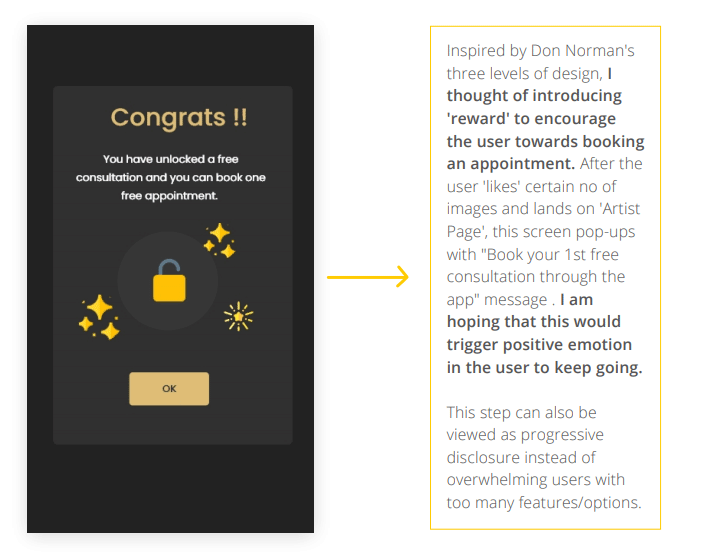 Congrats !!
You have unlocked a free
consultation and you can book one
free appointment.
OK
Inspired by Don Norman's
three levels of design, I
thought of introducing
'reward' to encourage
the user towards booking
an appointment. After the
user 'likes' certain no of
images and lands on 'Artist
Page', this screen pop-ups
with "Book your 1st free
consultation through the
app" message . I am
hoping that this would
trigger positive emotion
in the user to keep going.
This step can also be
viewed as progressive
disclosure instead of
overwhelming users with
too many features/options.